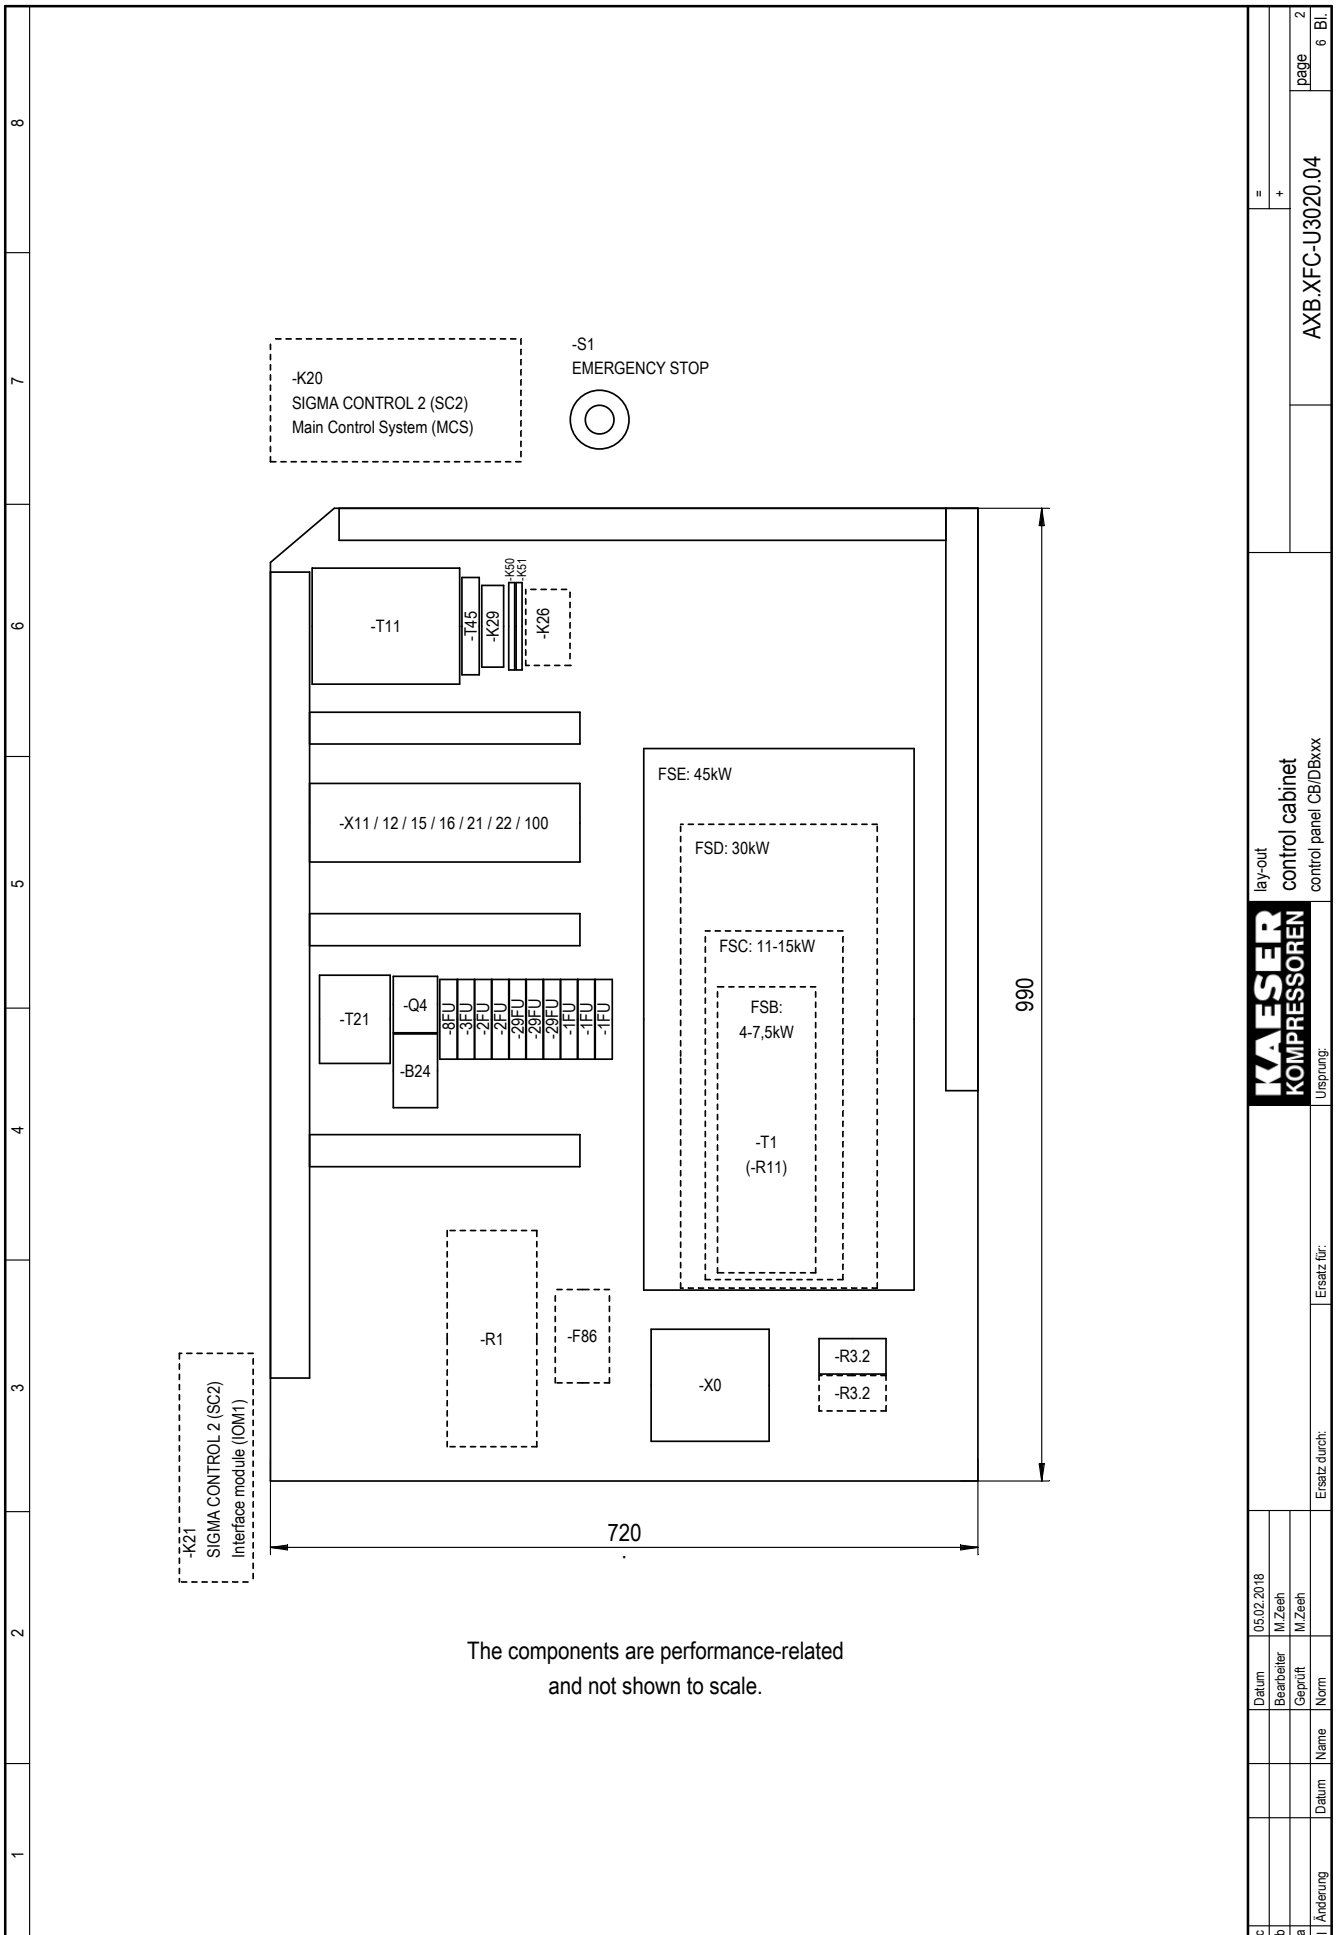 8
7
6
5
4
3
2
1
-K20
SIGMA CONTROL 2 (SC2)
Main Control System (MCS)
-S1
EMERGENCY STOP
-T11
-T45
-K29
-K50
-K51
-K26
-X11 / 12 / 15 / 16 / 21 / 22 / 100
FSE: 45kW
FSD: 30kW
FSC: 11-15kW
FSB:
4-7,5kW
-T1
(-R11)
-T21
-Q4
-B24
-8FU
-3FU
-2FU
-2FU
-29FU
-29FU
-29FU
-1FU
-1FU
-1FU
990
-R1
-F86
-X0
-R3.2
-R3.2
-K21
SIGMA CONTROL 2 (SC2)
Interface module (IOM1)
720
The components are performance-related
and not shown to scale.
c
b
a
Änderung
Datum
Name
Datum
05.02.2018
Bearbeiter
M.Zeeh
Geprüft
M.Zeeh
Norm
Ersatz durch:
Ersatz für:
Ursprung:
KAESER
KOMPRESSOREN
lay-out
control cabinet
control panel CB/DBxxx
=
+
AXB.XFC-U3020.04
page 2
6 Bl.